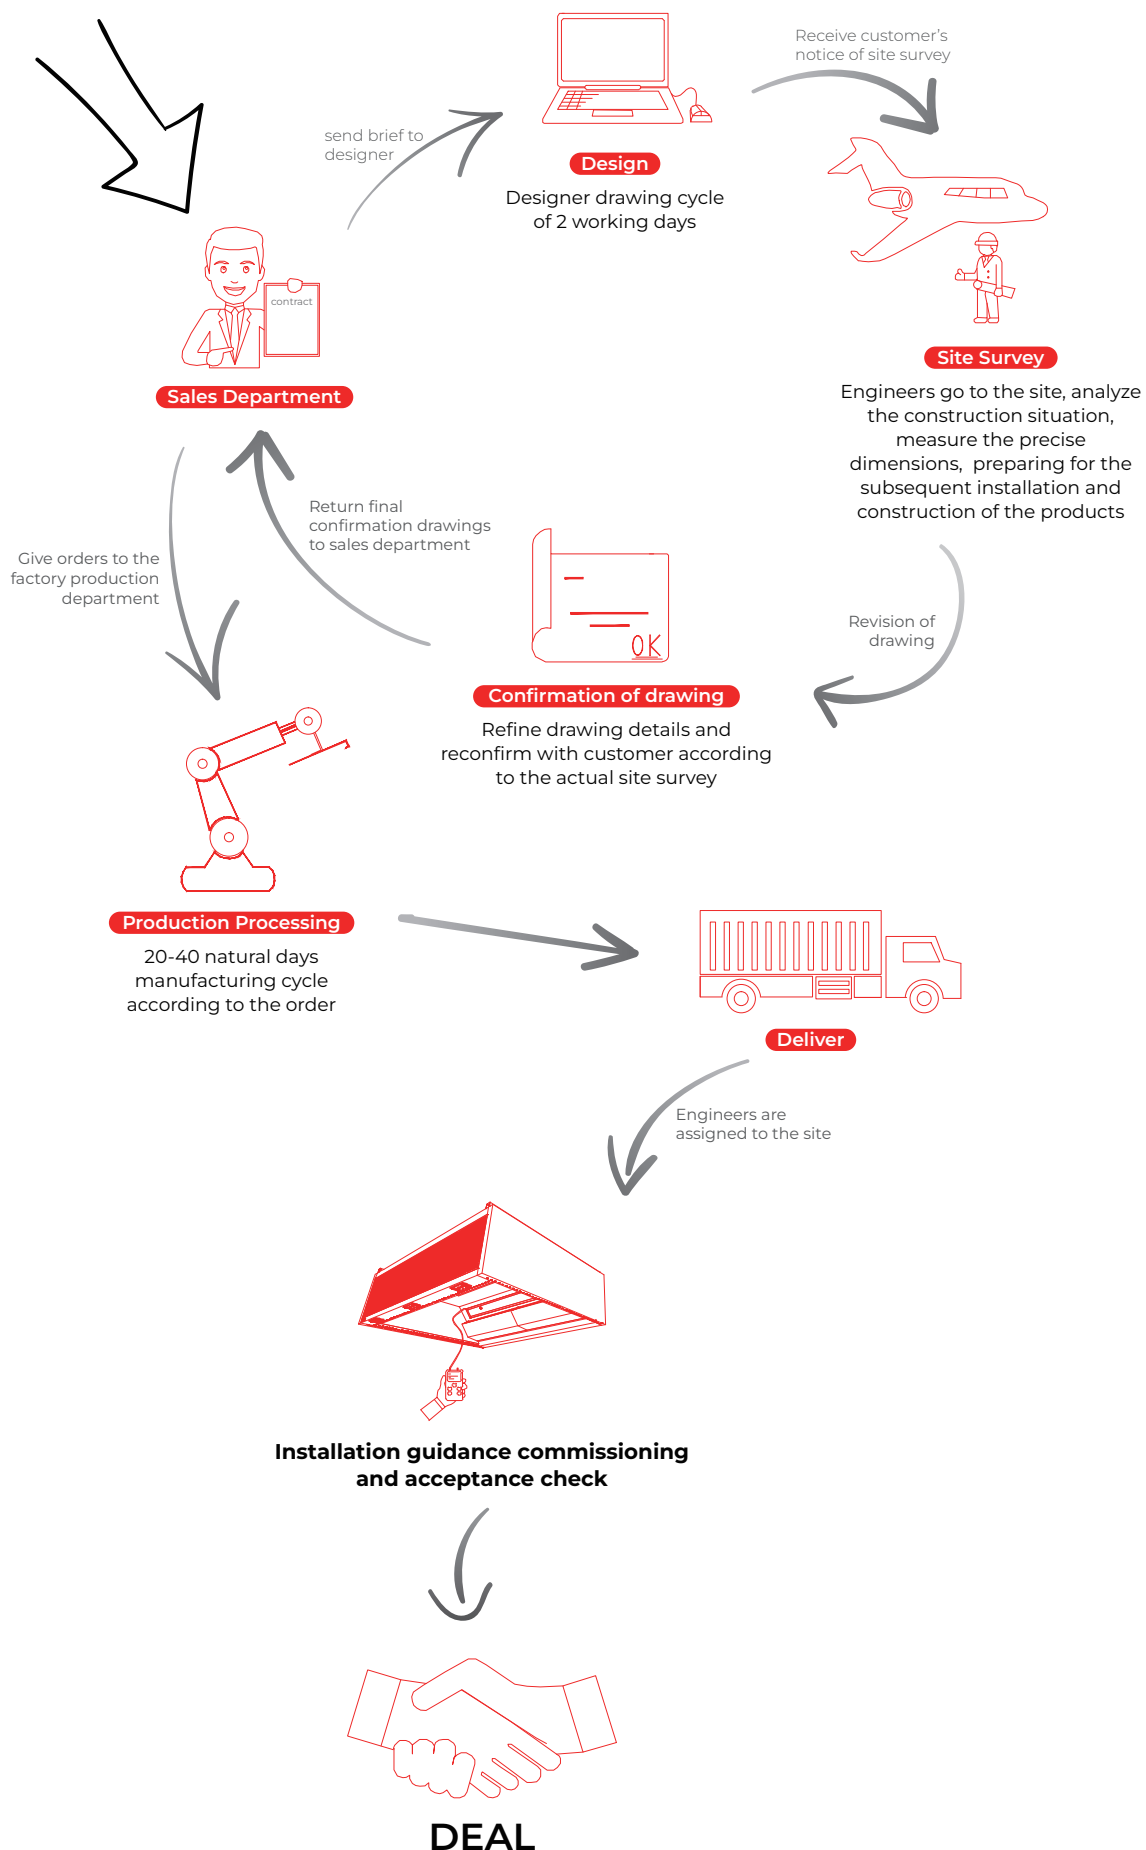 Receive customer's
notice of site survey
send brief to
designer
Design
Designer drawing cycle
of 2 working days
contract
Sales Department
Site Survey
Engineers go to the site, analyze
the construction situation,
measure the precise
dimensions,  preparing for the
subsequent installation and
construction of the products
Return final
confirmation drawings
to sales department
Give orders to the
factory production
department
Revision of
drawing
OK
Confirmation of drawing
Refine drawing details and
reconfirm with customer according
to the actual site survey
Production Processing
20-40 natural days
manufacturing cycle
according to the order
Deliver
Engineers are
assigned to the site
Installation guidance commissioning
and acceptance check
DEAL